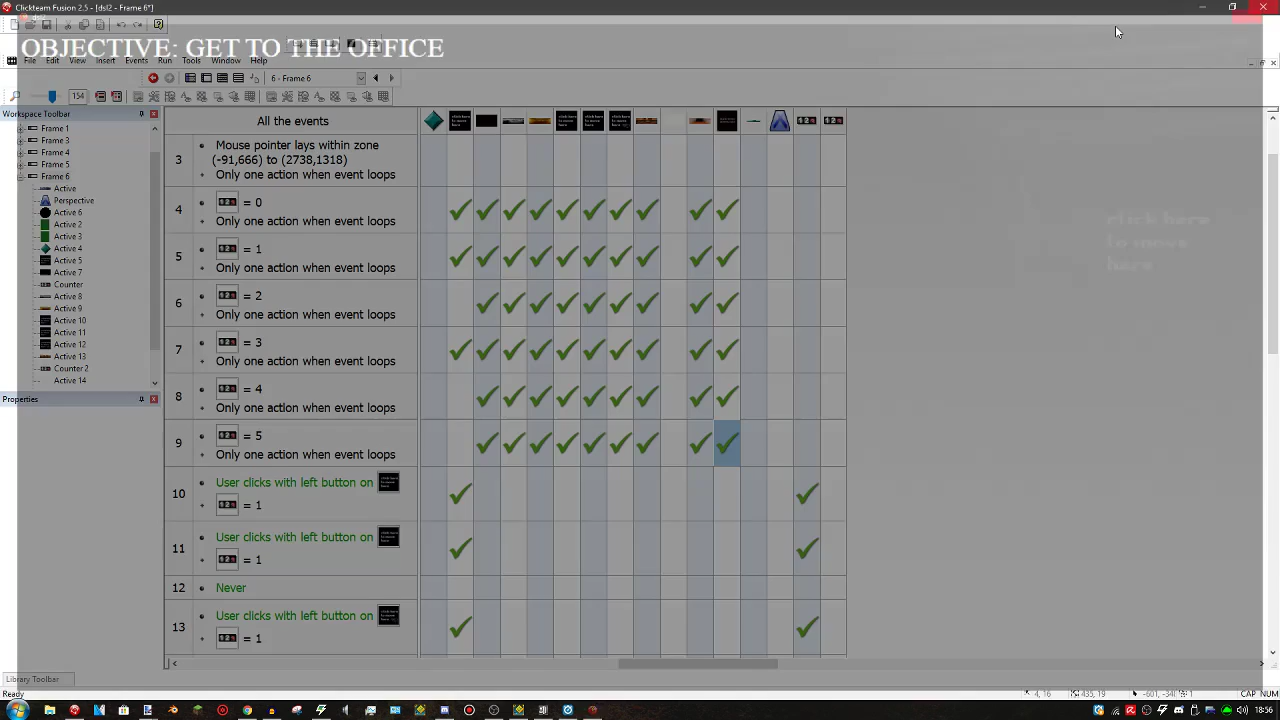 Clickteam Fusion 2.5 - [dsl2 - Frame 6*]
OBJECTIVE: GET TO THE OFFICE
File Edit View Insert Events Run Tools Window Help
6 - Frame 6
154
Workspace Toolbar
Frame 1
Frame 3
Frame 4
Frame 5
Frame 6
Active
Perspective
Active 6
Active 2
Active 3
Active 4
Active 5
Active 7
Counter
Active 8
Active 9
Active 10
Active 11
Active 12
Active 13
Counter 2
Active 14
Properties
All the events
3
Mouse pointer lays within zone
(-91,666) to (2738,1318)
Only one action when event loops
4
= 0
Only one action when event loops
5
= 1
Only one action when event loops
6
= 2
Only one action when event loops
7
= 3
Only one action when event loops
8
= 4
Only one action when event loops
9
= 5
Only one action when event loops
10
User clicks with left button on
= 1
11
User clicks with left button on
= 1
12
Never
13
User clicks with left button on
= 1
click here
to move
here
Library Toolbar
Ready
435, 19
CAP NUM
18:56